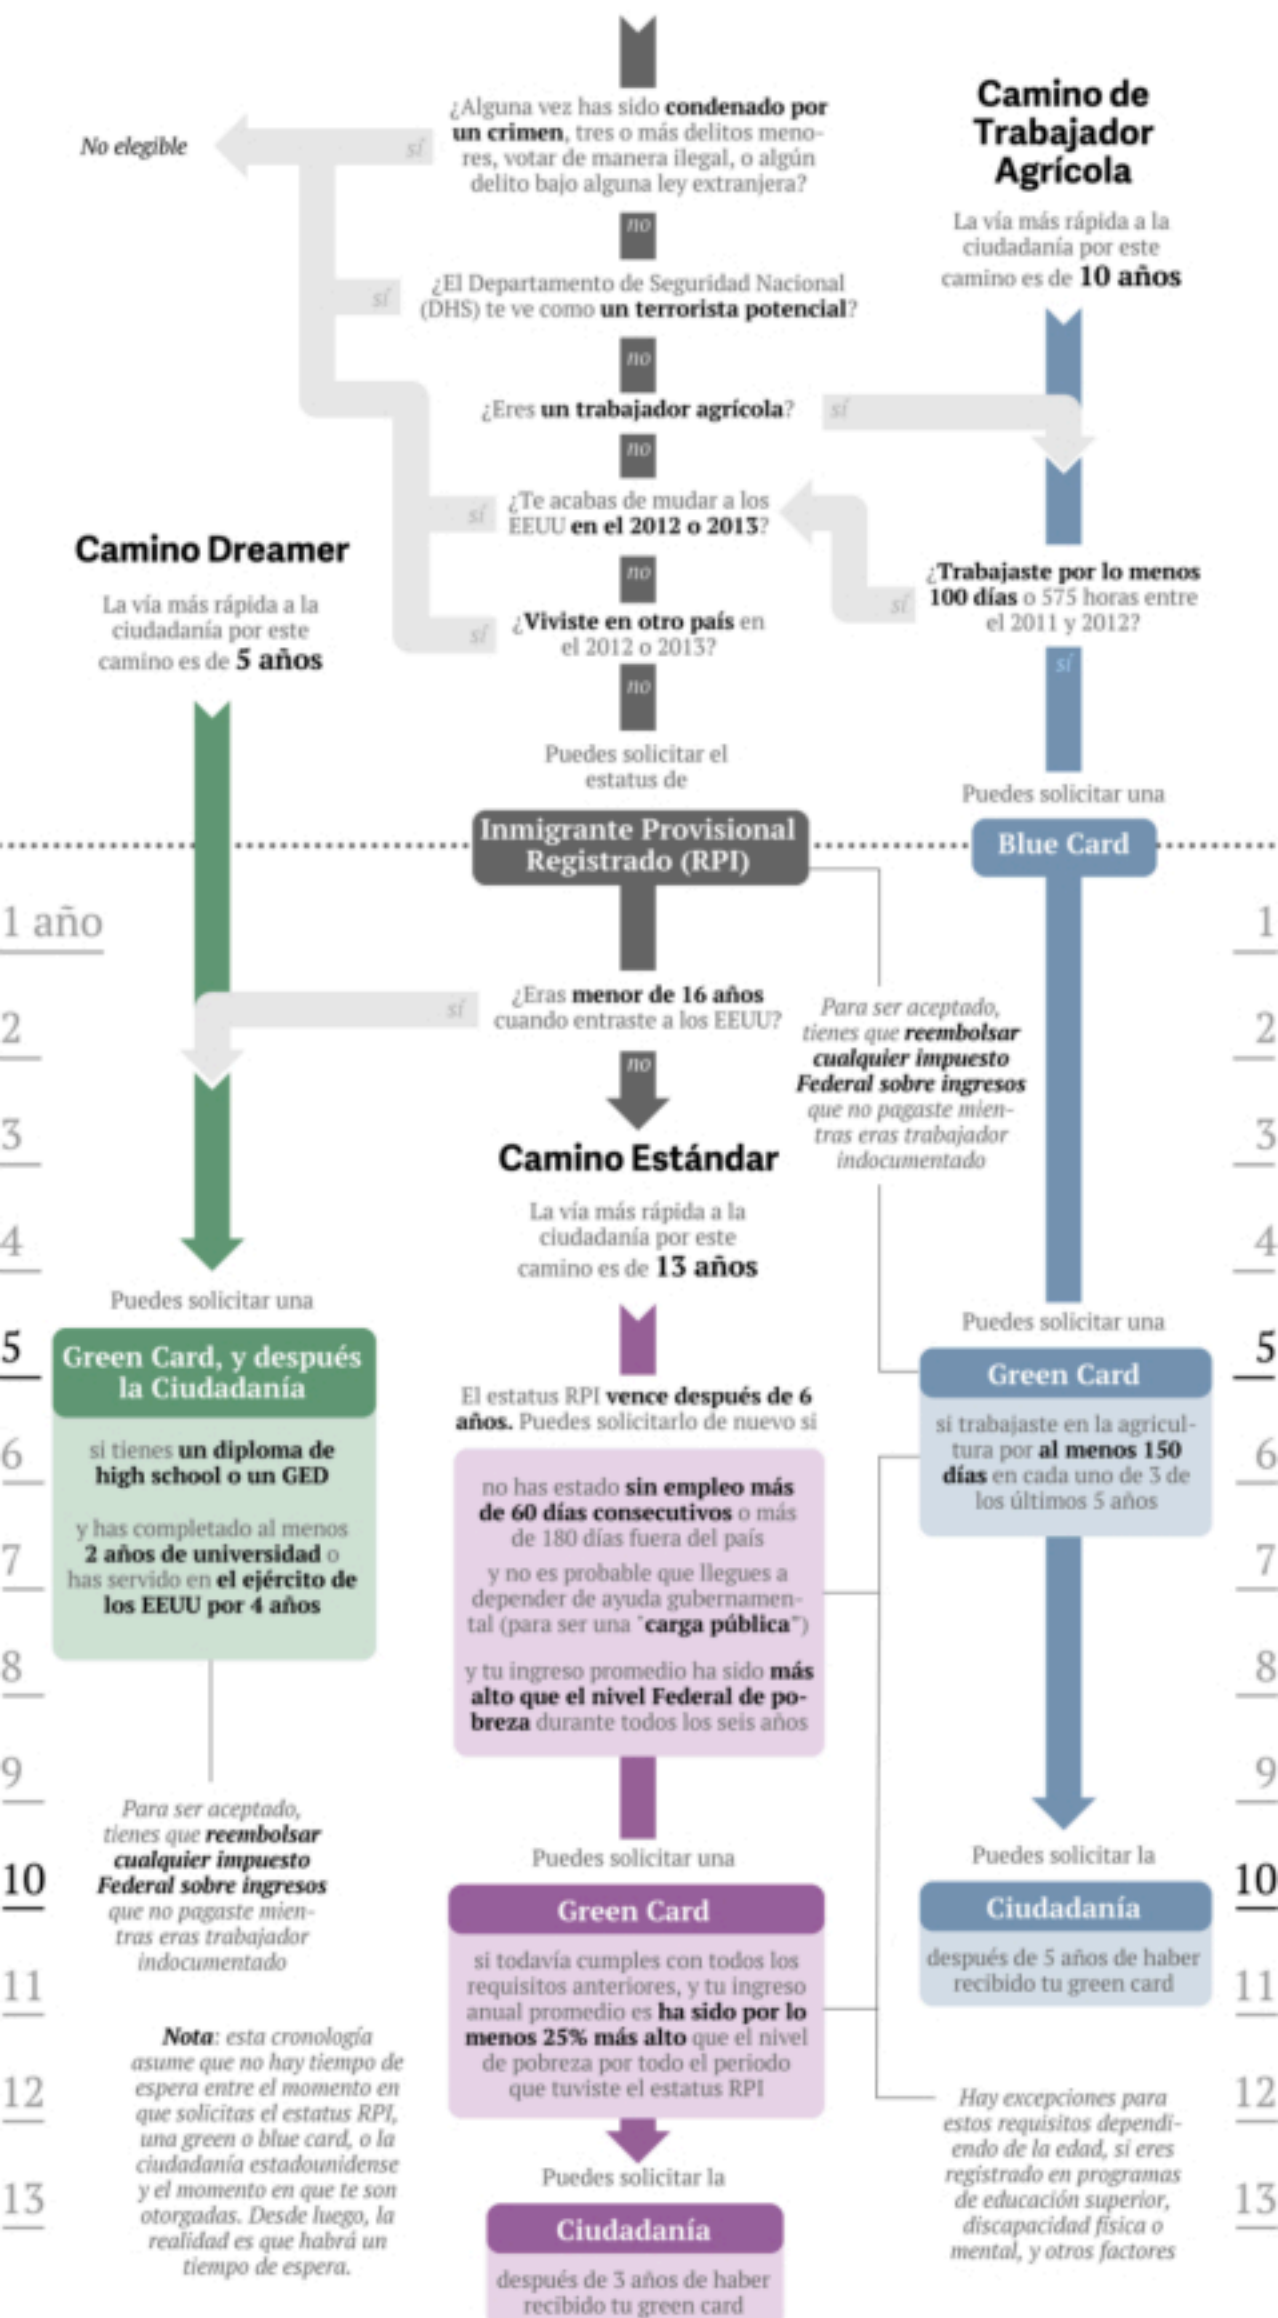 ¿Alguna vez has sido condenado por
un crimen, tres o más delitos meno-
res, votar de manera ilegal, o algún
delito bajo alguna ley extranjera?
sí
No elegible
no
¿El Departamento de Seguridad Nacional
(DHS) te ve como un terrorista potencial?
sí
no
¿Eres un trabajador agrícola?
sí
no
¿Te acabas de mudar a los
EEUU en el 2012 o 2013?
sí
no
¿Viviste en otro país en
el 2012 o 2013?
sí
no
Puedes solicitar el
estatus de
Inmigrante Provisional
Registrado (RPI)
Camino de
Trabajador
Agrícola
La vía más rápida a la
ciudadanía por este
camino es de 10 años
¿Trabajaste por lo menos
100 días o 575 horas entre
el 2011 y 2012?
sí
sí
Puedes solicitar una
Blue Card
Camino Dreamer
La vía más rápida a la
ciudadanía por este
camino es de 5 años
¿Eras menor de 16 años
cuando entraste a los EEUU?
sí
no
Para ser aceptado,
tienes que reembolsar
cualquier impuesto
Federal sobre ingresos
que no pagaste mien-
tras eras trabajador
indocumentado
Camino Estándar
La vía más rápida a la
ciudadanía por este
camino es de 13 años
Puedes solicitar una
Green Card, y después
la Ciudadanía
si tienes un diploma de
high school o un GED
y has completado al menos
2 años de universidad o
has servido en el ejército de
los EEUU por 4 años
Para ser aceptado,
tienes que reembolsar
cualquier impuesto
Federal sobre ingresos
que no pagaste mien-
tras eras trabajador
indocumentado
Nota: esta cronología
asume que no hay tiempo de
espera entre el momento en
que solicitas el estatus RPI,
una green o blue card, o la
ciudadanía estadounidense
y el momento en que te son
otorgadas. Desde luego, la
realidad es que habrá un
tiempo de espera.
El estatus RPI vence después de 6
años. Puedes solicitarlo de nuevo si
no has estado sin empleo más
de 60 días consecutivos o más
de 180 días fuera del país
y no es probable que llegues a
depender de ayuda gubernamen-
tal (para ser una "carga pública")
y tu ingreso promedio ha sido más
alto que el nivel Federal de po-
breza durante todos los seis años
Puedes solicitar una
Green Card
si todavía cumples con todos los
requisitos anteriores, y tu ingreso
anual promedio es ha sido por lo
menos 25% más alto que el nivel
de pobreza por todo el periodo
que tuviste el estatus RPI
Puedes solicitar la
Ciudadanía
después de 3 años de haber
recibido tu green card
Puedes solicitar una
Green Card
si trabajaste en la agricul-
tura por al menos 150
días en cada uno de 3 de
los últimos 5 años
Puedes solicitar la
Ciudadanía
después de 5 años de haber
recibido tu green card
Hay excepciones para
estos requisitos dependi-
endo de la edad, si eres
registrado en programas
de educación superior,
discapacidad física o
mental, y otros factores
1 año
2
3
4
5
6
7
8
9
10
11
12
13
1
2
3
4
5
6
7
8
9
10
11
12
13